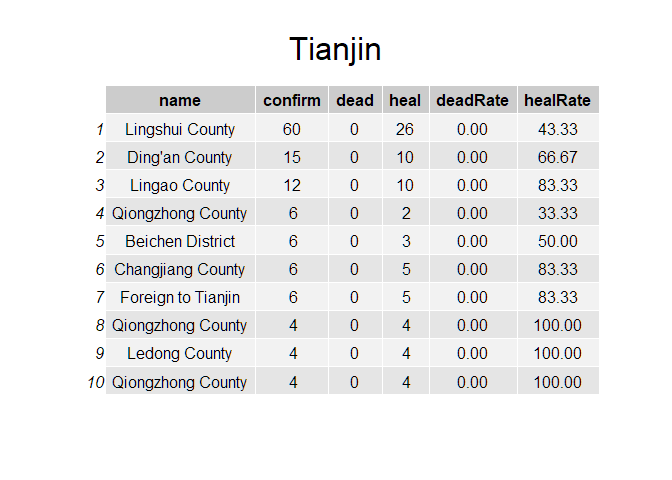 Tianjin
name confirm dead heal deadRate healRate
1 Lingshui County 60 0 26 0.00 43.33
2 Ding'an County 15 0 10 0.00 66.67
3 Lingao County 12 0 10 0.00 83.33
4 Qiongzhong County 6 0 2 0.00 33.33
5 Beichen District 6 0 3 0.00 50.00
6 Changjiang County 6 0 5 0.00 83.33
7 Foreign to Tianjin 6 0 5 0.00 83.33
8 Qiongzhong County 4 0 4 0.00 100.00
9 Ledong County 4 0 4 0.00 100.00
10 Qiongzhong County 4 0 4 0.00 100.00